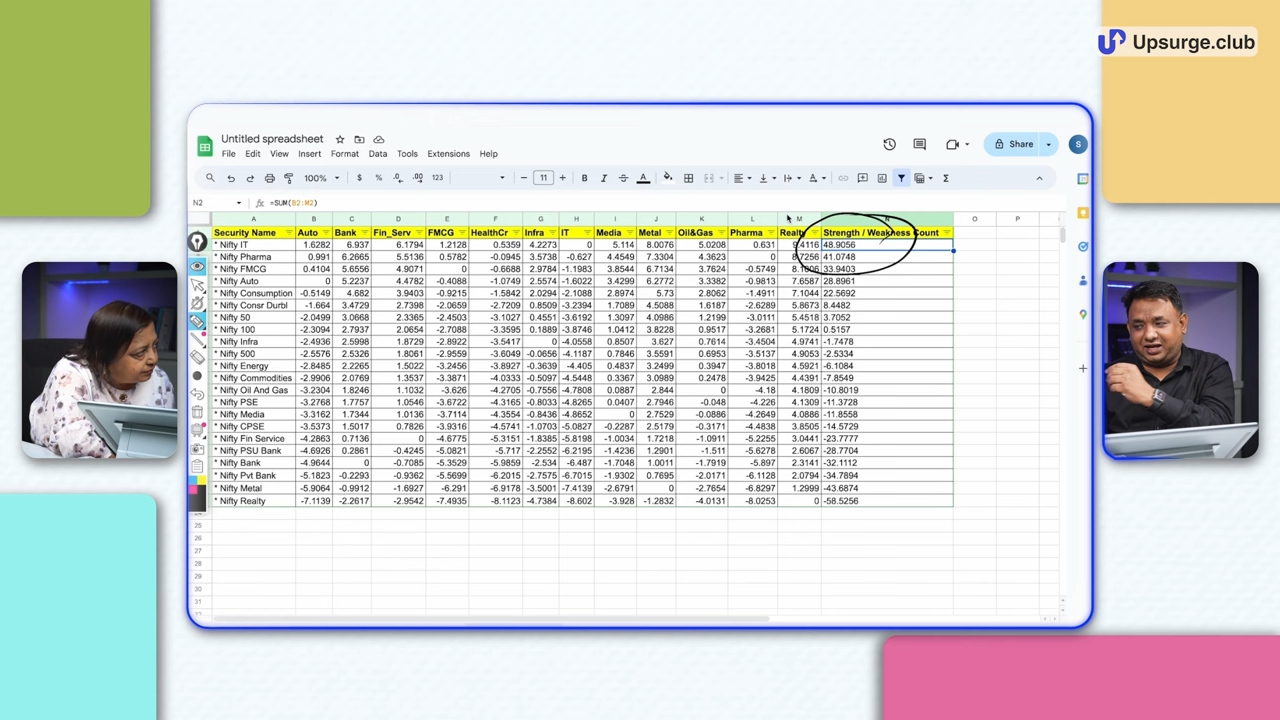 Upsurge.club
Untitled spreadsheet
File Edit View Insert Format Data Tools Extensions Help
Share S
100% $ % .0 .00 123 11 B I A
N2 fx =SUM(B2:M2)
A B C D E F G H I J K L M N O P
Security Name Auto Bank Fin_Serv FMCG HealthCr Infra IT Media Metal Oil&Gas Pharma Realty Strength / Weakness Count
* Nifty IT 1.6282 6.937 6.1794 1.2128 0.5359 4.2273 0 5.114 8.0076 5.0208 0.631 9.4116 48.9056
* Nifty Pharma 0.991 6.2665 5.5136 0.5782 -0.0945 3.5738 -0.627 4.4549 7.3304 4.3623 0 8.7256 41.0748
* Nifty FMCG 0.4104 5.6556 4.9071 0 -0.6688 2.9784 -1.1983 3.8544 6.7134 3.7624 -0.5749 33.9403
* Nifty Auto 0 5.2237 4.4782 -0.4088 -1.0749 2.5574 -1.6022 3.4299 6.2772 3.3382 -0.9813 7.6587 28.8961
* Nifty Consumption -0.5149 4.682 3.9403 -0.9215 -1.5842 2.0294 -2.1088 2.8974 5.73 2.8062 -1.4911 7.1044 22.5692
* Nifty Consr Durbl -1.664 3.4729 2.7398 -2.0659 -2.7209 0.8509 -3.2394 1.7089 4.5088 1.6187 -2.6289 5.8673 8.4482
* Nifty 50 -2.0499 3.0668 2.3365 -2.4503 -3.1027 0.4551 -3.6192 1.3097 4.0986 1.2199 -3.0111 5.4518 3.7052
* Nifty 100 -2.3094 2.7937 2.0654 -2.7088 -3.3595 0.1889 -3.8746 1.0412 3.8228 0.9517 -3.2681 5.1724 0.5157
* Nifty Infra -2.4936 2.5998 1.8729 -2.8922 -3.5417 0 -4.0558 0.8507 3.627 0.7614 -3.4504 4.9741 -1.7478
* Nifty 500 -2.5576 2.5326 1.8061 -2.9559 -3.6049 -0.0656 -4.1187 0.7846 3.5591 0.6953 -3.5137 4.9053 -2.5334
* Nifty Energy -2.8485 2.2265 1.5022 -3.2456 -3.8927 -0.3639 -4.405 0.4837 3.2499 0.3947 -3.8018 4.5921 -6.1084
* Nifty Commodities -2.9906 2.0769 1.3537 -3.3871 -4.0333 -0.5097 -4.5448 0.3367 3.0989 0.2478 -3.9425 4.4391 -7.8549
* Nifty Oil And Gas -3.2304 1.8246 1.1032 -3.626 -4.2705 -0.7556 -4.7808 0.0887 2.844 0 -4.18 4.1809 -10.8019
* Nifty PSE -3.2768 1.7757 1.0546 -3.6722 -4.3165 -0.8033 -4.8265 0.0407 2.7946 -0.048 -4.226 4.1309 -11.3728
* Nifty Media -3.3162 1.7344 1.0136 -3.7114 -4.3554 -0.8436 -4.8652 0 2.7529 -0.0886 -4.2649 4.0886 -11.8558
* Nifty CPSE -3.5373 1.5017 0.7826 -3.9316 -4.5741 -1.0703 -5.0827 -0.2287 2.5179 -0.3171 -4.4838 3.8505 -14.5729
* Nifty Fin Service -4.2863 0.7136 0 -4.6775 -5.3151 -1.8385 -5.8198 -1.0034 1.7218 -1.0911 -5.2255 3.0441 -23.7777
* Nifty PSU Bank -4.6926 0.2861 -0.4245 -5.0821 -5.717 -2.2552 -6.2195 -1.4236 1.2901 -1.511 -5.6278 2.6067 -28.7704
* Nifty Bank -4.9644 0 -0.7085 -5.3529 -5.9859 -2.534 -6.487 -1.7048 1.0011 -1.7919 -5.897 2.3141 -32.1112
* Nifty Pvt Bank -5.1823 -0.2293 -0.9362 -5.5699 -6.2015 -2.7575 -6.7015 -1.9302 0.7695 -2.0171 -6.1128 2.0794 -34.7894
* Nifty Metal -5.9064 -0.9912 -1.6927 -6.291 -6.9178 -3.5001 -7.4139 -2.6791 0 -2.7654 -6.8297 1.2999 -43.6874
* Nifty Realty -7.1139 -2.2617 -2.9542 -7.4935 -8.1123 -4.7384 -8.602 -3.928 -1.2832 -4.0131 -8.0253 0 -58.5256
25
26
27
28
29
30
31